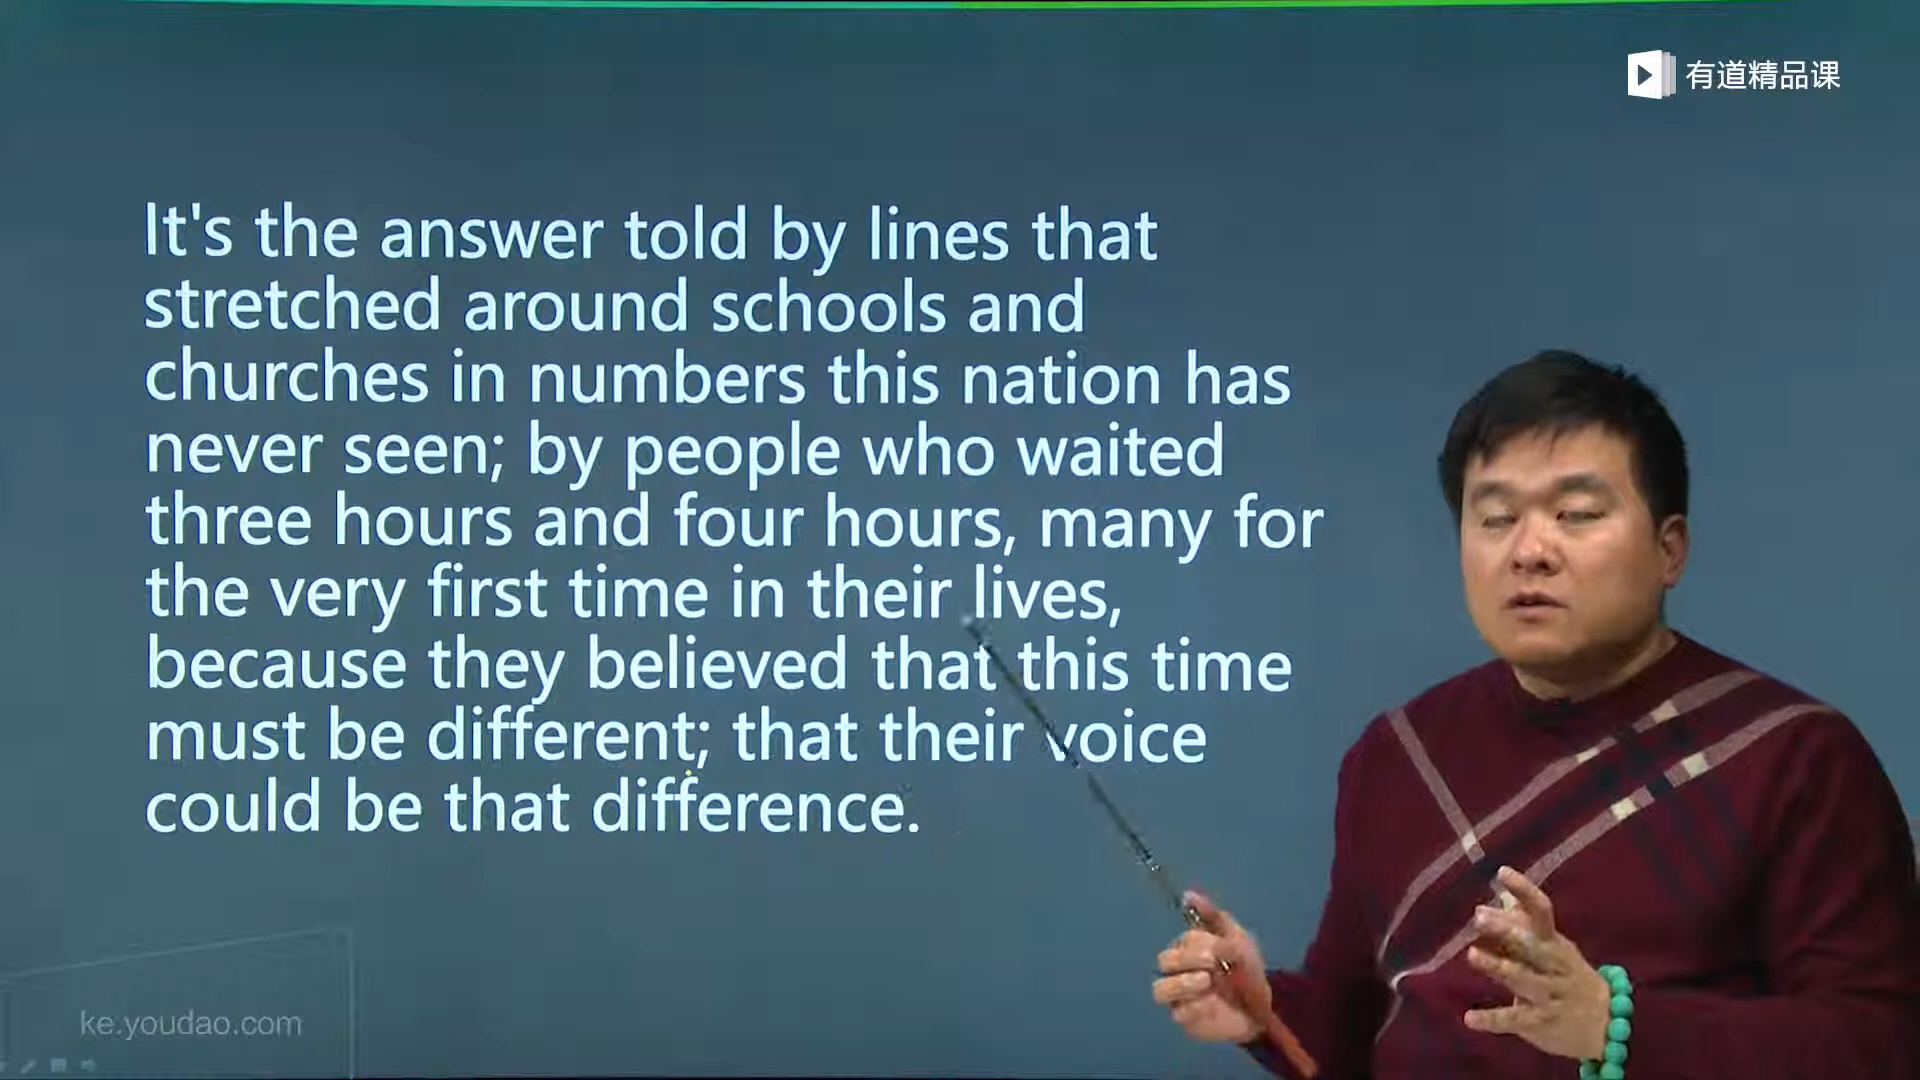 有道精品课
It's the answer told by lines that
stretched around schools and
churches in numbers this nation has
never seen; by people who waited
three hours and four hours, many for
the very first time in their lives,
because they believed that this time
must be different; that their voice
could be that difference.
ke.youdao.com